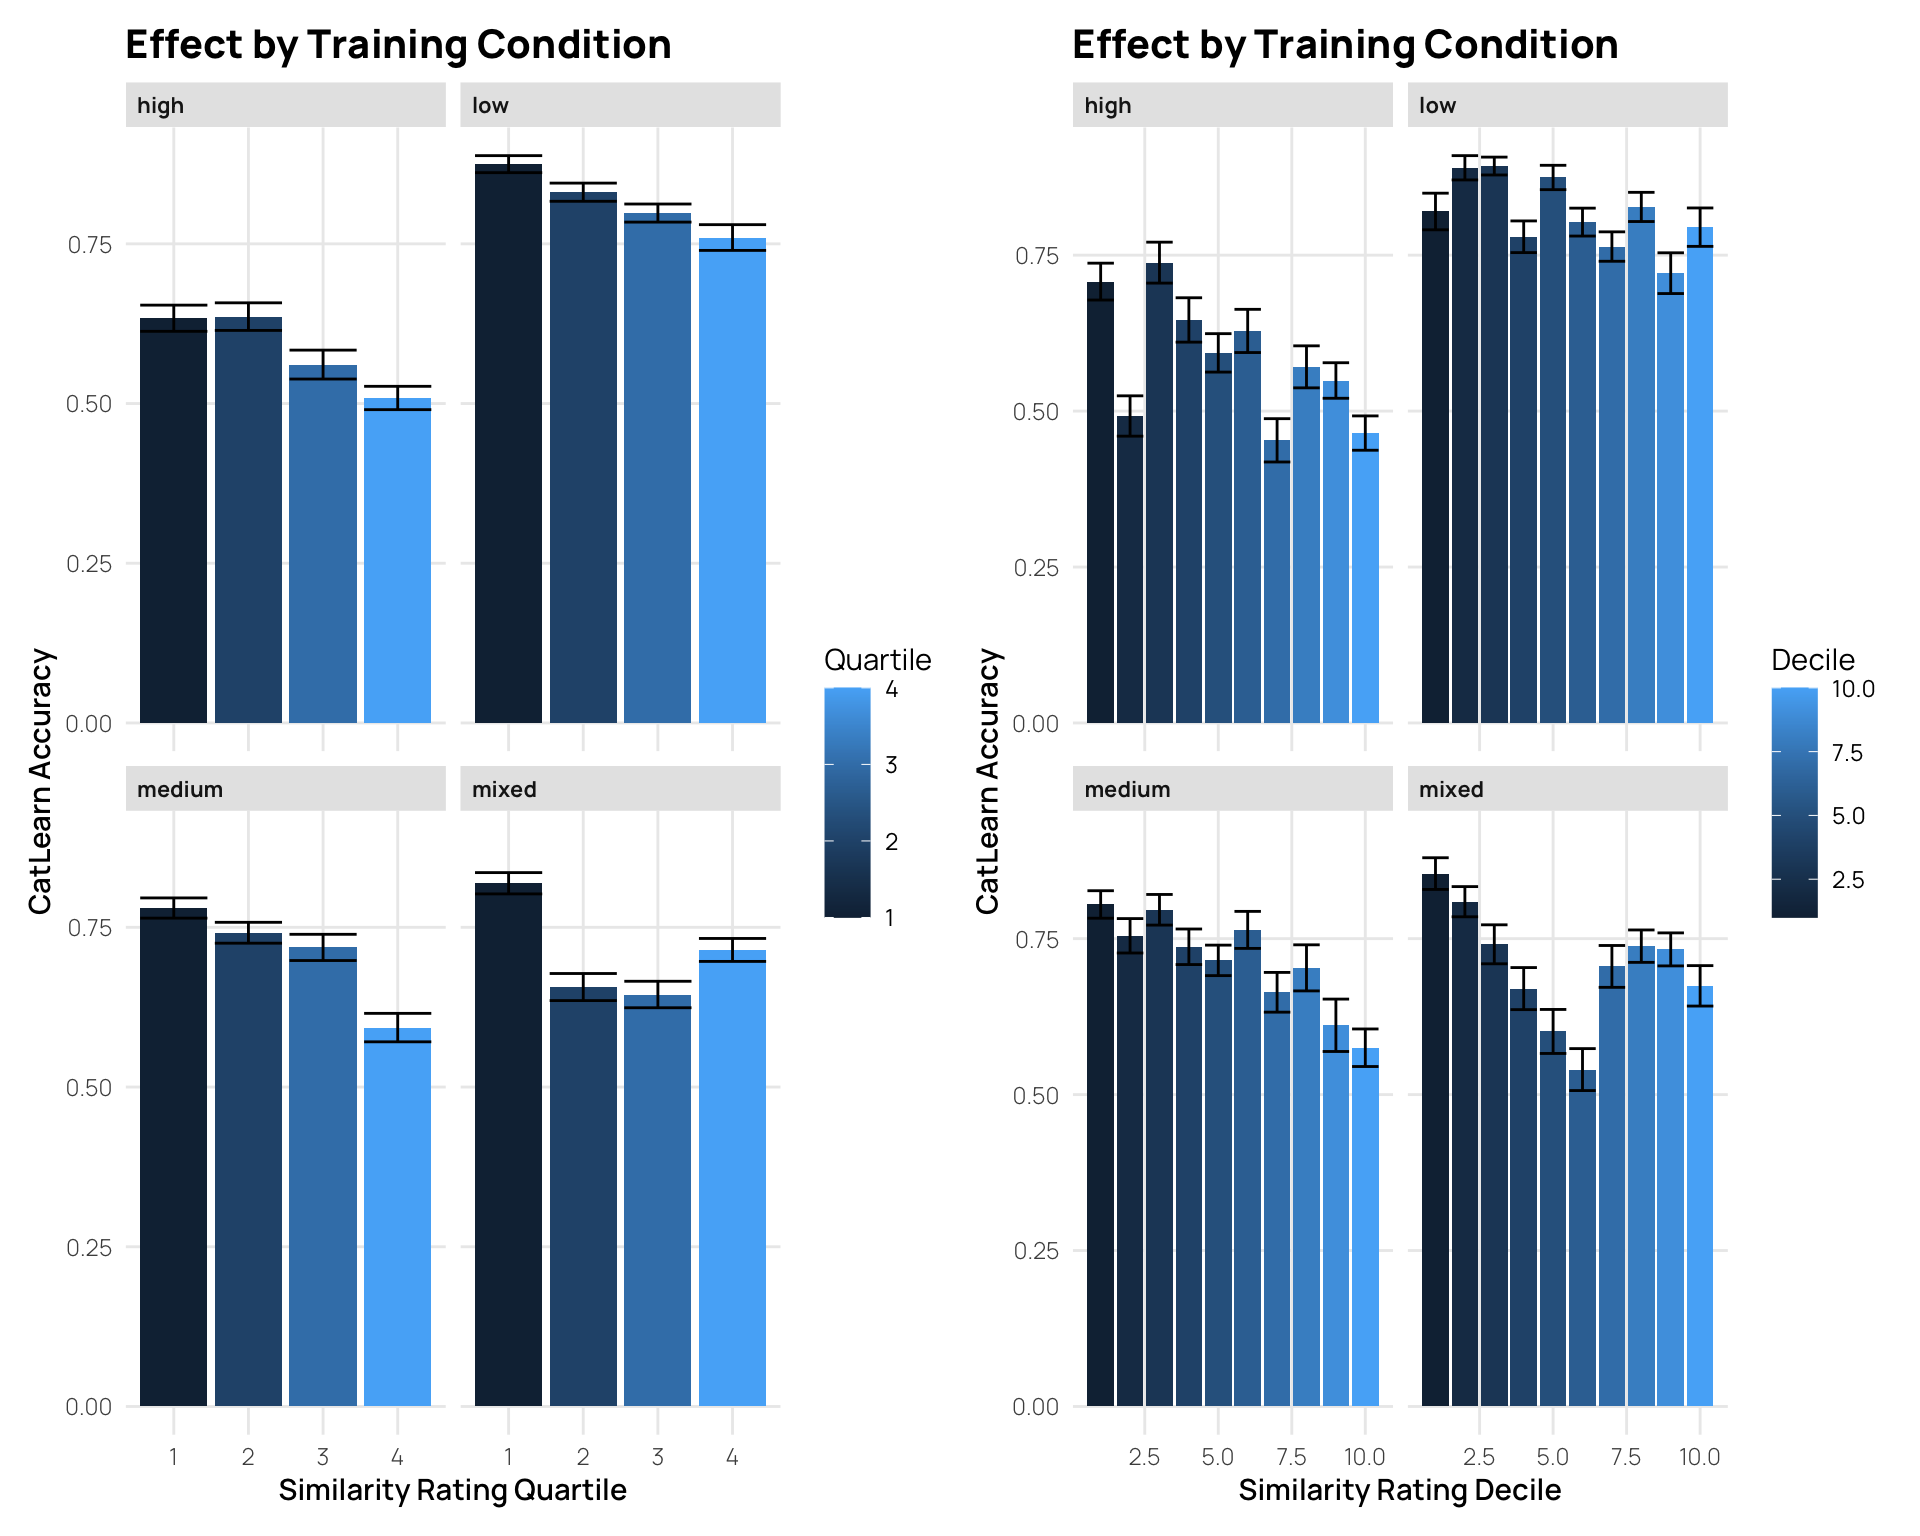 Effect by Training Condition
high
low
0.75
0.50
0.25
0.00
medium
mixed
0.75
0.50
0.25
0.00
1
2
3
4
1
2
3
4
CatLearn Accuracy
Similarity Rating Quartile
Quartile
4
3
2
1
Effect by Training Condition
high
low
0.75
0.50
0.25
0.00
medium
mixed
0.75
0.50
0.25
0.00
2.5
5.0
7.5
10.0
2.5
5.0
7.5
10.0
CatLearn Accuracy
Similarity Rating Decile
Decile
10.0
7.5
5.0
2.5